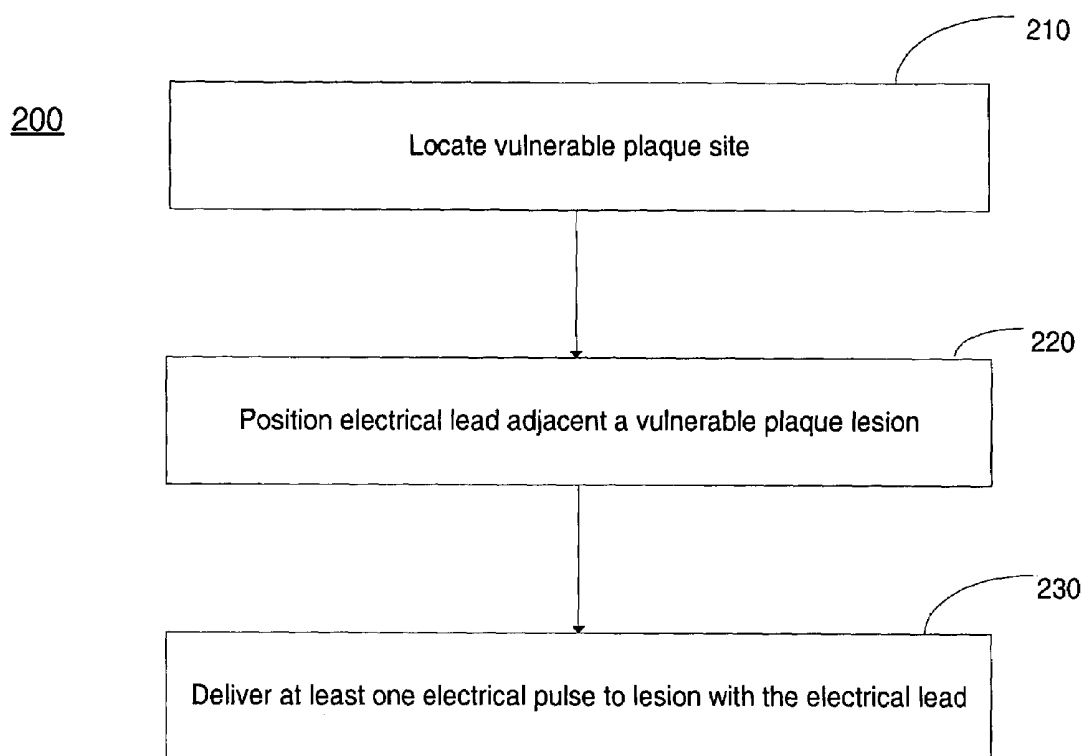 210
200
Locate vulnerable plaque site
220
Position electrical lead adjacent a vulnerable plaque lesion
230
Deliver at least one electrical pulse to lesion with the electrical lead